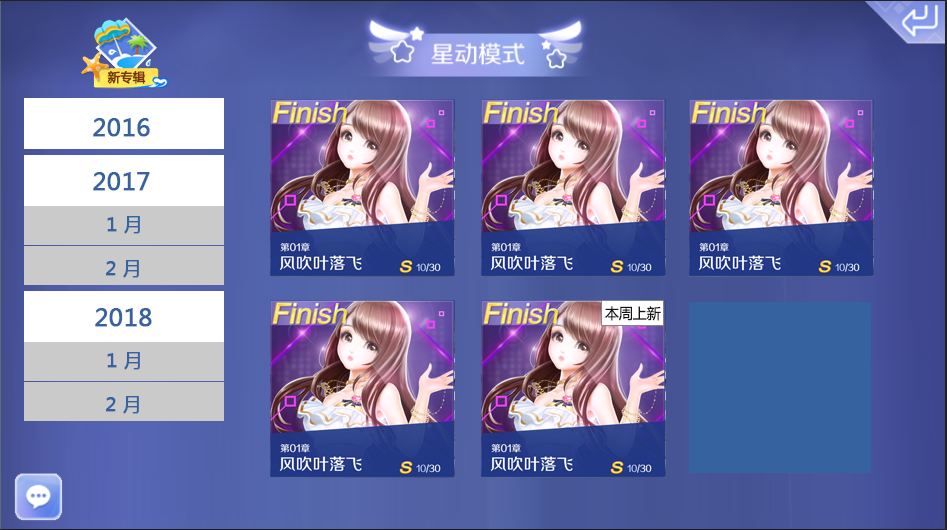 星动模式
新专辑
2016
2017
1 月
2 月
2018
1 月
2 月
Finish
第01章
风吹叶落飞
S 10/30
Finish
第01章
风吹叶落飞
S 10/30
Finish
第01章
风吹叶落飞
S 10/30
Finish
第01章
风吹叶落飞
S 10/30
Finish
本周上新
第01章
风吹叶落飞
S 10/30